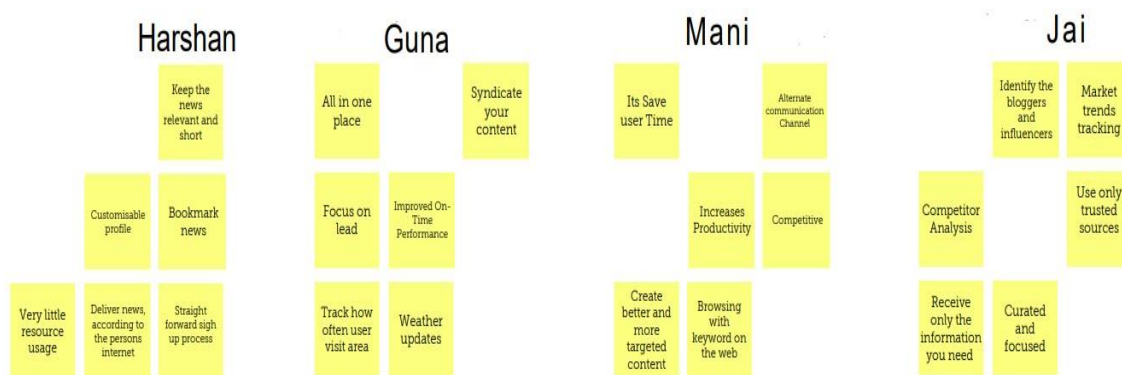 Harshan
Keep the
news
relevant and
short
Customisable
profile
Bookmark
news
Very little
resource
usage
Deliver news,
according to
the persons
internet
Straight
forward sigh
up process
Guna
All in one
place
Syndicate
your
content
Focus on
lead
Improved On-
Time
Performance
Track how
often user
visit area
Weather
updates
Mani
Its Save
user Time
Alternate
communication
Channel
Increases
Productivity
Competitive
Create
better and
more
targeted
content
Browsing
with
keyword on
the web
Jai
Identify the
bloggers
and
influencers
Market
trends
tracking
Competitor
Analysis
Use only
trusted
sources
Receive
only the
information
you need
Curated
and
focused